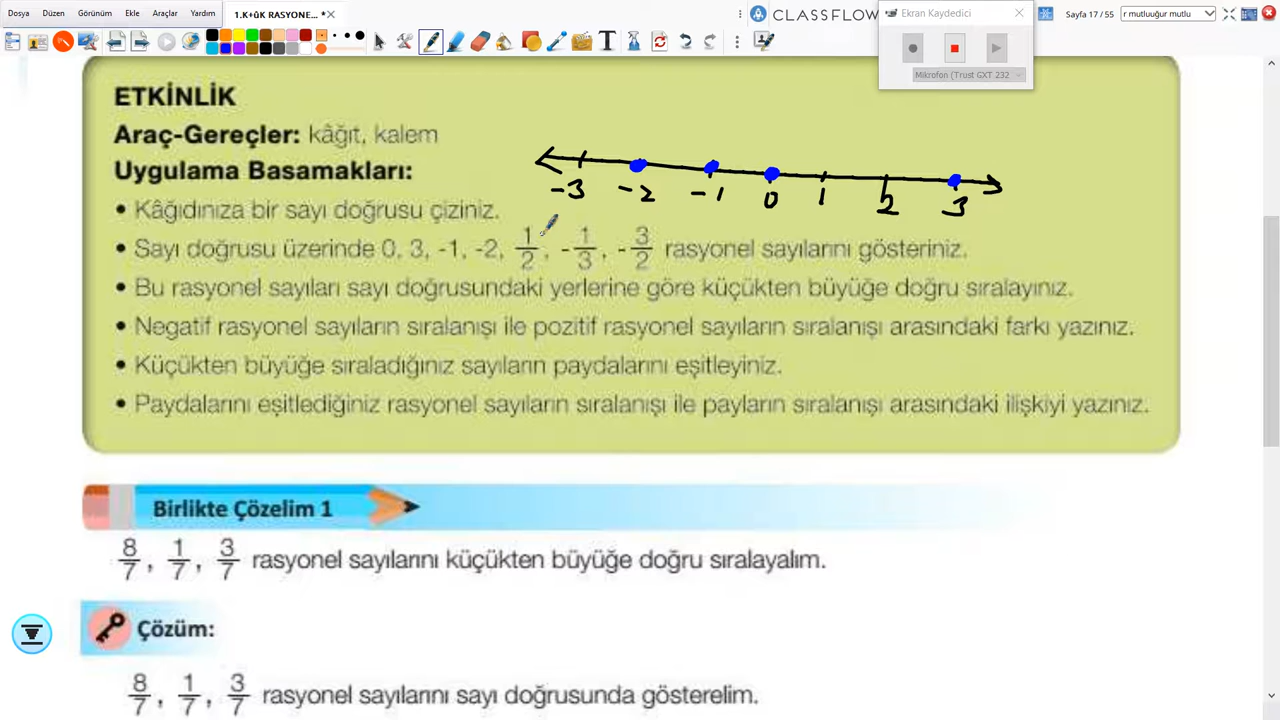 Dosya Düzen Görünüm Ekle Araçlar Yardım 1.K+ûK RASYONE... *
CLASSFLOW
Ekran Kaydedici
Sayfa 17 / 55
r mutluuğur mutlu
Mikrofon (Trust GXT 232
ETKİNLİK
Araç-Gereçler: kâğıt, kalem
Uygulama Basamakları:
-3 -2 -1 0 1 2 3
• Kâğıdınıza bir sayı doğrusu çiziniz.
• Sayı doğrusu üzerinde 0, 3, -1, -2, 1/2, -1/3, -3/2 rasyonel sayılarını gösteriniz.
• Bu rasyonel sayıları sayı doğrusundaki yerlerine göre küçükten büyüğe doğru sıralayınız.
• Negatif rasyonel sayıların sıralanışı ile pozitif rasyonel sayıların sıralanışı arasındaki farkı yazınız.
• Küçükten büyüğe sıraladığınız sayıların paydalarını eşitleyiniz.
• Paydalarını eşitlediğiniz rasyonel sayıların sıralanışı ile payların sıralanışı arasındaki ilişkiyi yazınız.
Birlikte Çözelim 1
8/7, 1/7, 3/7 rasyonel sayılarını küçükten büyüğe doğru sıralayalım.
Çözüm:
8/7, 1/7, 3/7 rasyonel sayılarını sayı doğrusunda gösterelim.